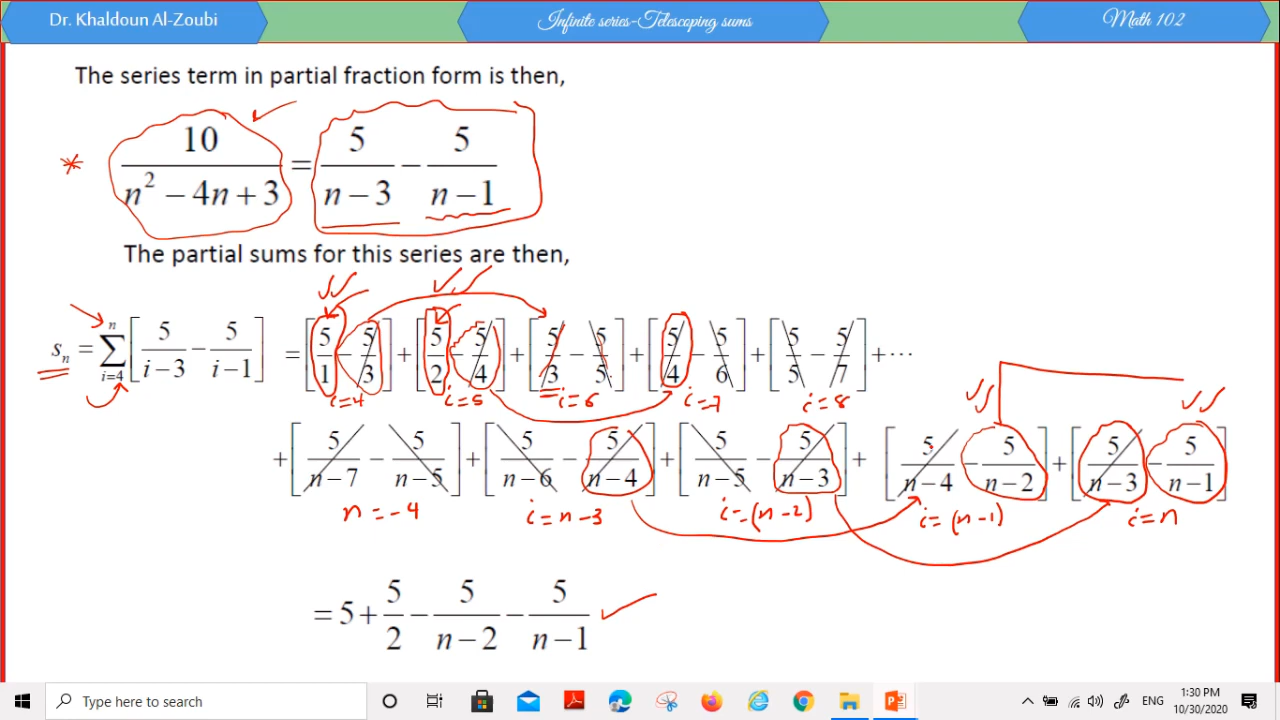 Dr. Khaldoun Al-Zoubi
Infinite series-Telescoping sums
Math 102
The series term in partial fraction form is then,
* 10/(n² − 4n + 3) = 5/(n − 3) − 5/(n − 1)
The partial sums for this series are then,
sₙ = ∑_{i=4}^{n} [5/(i − 3) − 5/(i − 1)] = [5/1 − 5/3] + [5/2 − 5/4] + [5/3 − 5/5] + [5/4 − 5/6] + [5/5 − 5/7] + ⋯
i=4 i=5 i=6 i=7 i=8
+ [5/(n − 7) − 5/(n − 5)] + [5/(n − 6) − 5/(n − 4)] + [5/(n − 5) − 5/(n − 3)] + [5/(n − 4) − 5/(n − 2)] + [5/(n − 3) − 5/(n − 1)]
n = -4 i=n-3 i=(n-2) i=(n-1) i=n
= 5 + 5/2 − 5/(n − 2) − 5/(n − 1)
Type here to search
ENG
1:30 PM
10/30/2020